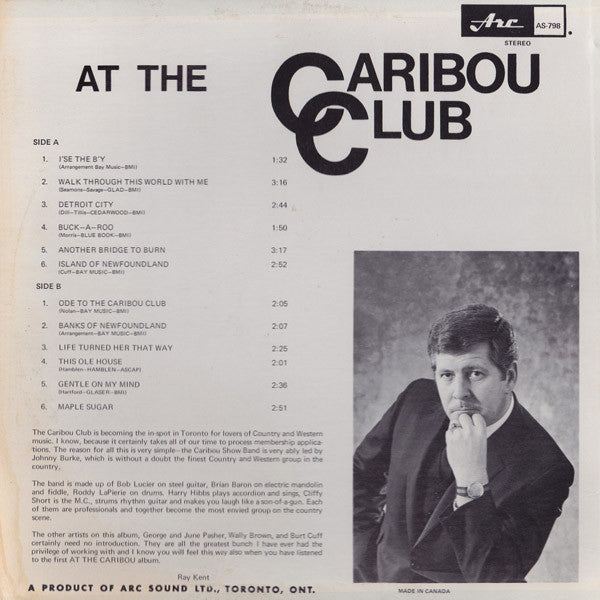 Arc
AS-798
STEREO
AT THE CARIBOU
CLUB
SIDE A
1. I'SE THE B'Y 1:32
(Arrangement Bay Music–BMI)
2. WALK THROUGH THIS WORLD WITH ME 3:16
(Seamons–Savage–GLAD–BMI)
3. DETROIT CITY 2:44
(Dill–Tillis–CEDARWOOD–BMI)
4. BUCK–A–ROO 1:50
(Morris–BLUE BOOK–BMI)
5. ANOTHER BRIDGE TO BURN 3:17
6. ISLAND OF NEWFOUNDLAND 2:52
(Cuff–BAY MUSIC–BMI)
SIDE B
1. ODE TO THE CARIBOU CLUB 2:05
(Nolan–BAY MUSIC–BMI)
2. BANKS OF NEWFOUNDLAND 2:07
(Arrangement–BAY MUSIC–BMI)
3. LIFE TURNED HER THAT WAY 2:25
4. THIS OLE HOUSE 2:01
(Hamblen–HAMBLEN–ASCAP)
5. GENTLE ON MY MIND 2:36
(Hartford–GLASER–BMI)
6. MAPLE SUGAR 2:51
The Caribou Club is becoming the in-spot in Toronto for lovers of Country and Western
music. I know, because it certainly takes all of our time to process membership applica-
tions. The reason for all this is very simple--the Caribou Show Band is very ably led by
Johnny Burke, which is without a doubt the finest Country and Western group in the
country.
The band is made up of Bob Lucier on steel guitar, Brian Baron on electric mandolin
and fiddle, Roddy LaPierie on drums. Harry Hibbs plays accordion and sings, Cliffy
Short is the M.C., strums rhythm guitar and makes you laugh like a son-of-a-gun. Each
of them are professionals and together become the most envied group on the country
scene.
The other artists on this album, George and June Pasher, Wally Brown, and Burt Cuff
certainly need no introduction. They are all the greatest bunch I have ever had the
privilege of working with and I know you will feel this way also when you have listened
to the first AT THE CARIBOU album.
Ray Kent
A PRODUCT OF ARC SOUND LTD., TORONTO, ONT.
MADE IN CANADA